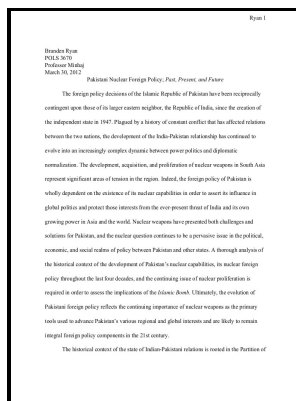 Ryan 1
Branden Ryan
POLS 3670
Professor Minhaj
March 30, 2012
Pakistani Nuclear Foreign Policy; Past, Present, and Future
The foreign policy decisions of the Islamic Republic of Pakistan have been reciprocally
contingent upon those of its larger eastern neighbor, the Republic of India, since the creation of
the independent state in 1947. Plagued by a history of constant conflict that has affected relations
between the two nations, the development of the India-Pakistan relationship has continued to
evolve into an increasingly complex dynamic between power politics and diplomatic
normalization. The development, acquisition, and proliferation of nuclear weapons in South Asia
represent significant areas of tension in the region. Indeed, the foreign policy of Pakistan is
wholly dependent on the existence of its nuclear capabilities in order to assert its influence in
global politics and protect those interests from the ever-present threat of India and its own
growing power in Asia and the world. Nuclear weapons have presented both challenges and
solutions for Pakistan, and the nuclear question continues to be a pervasive issue in the political,
economic, and social realms of policy between Pakistan and other states. A thorough analysis of
the historical context of the development of Pakistan's nuclear capabilities, its nuclear foreign
policy throughout the last four decades, and the continuing issue of nuclear proliferation is
required in order to assess the implications of the Islamic Bomb. Ultimately, the evolution of
Pakistani foreign policy reflects the continuing importance of nuclear weapons as the primary
tools used to advance Pakistan's various regional and global interests and are likely to remain
integral foreign policy components in the 21st century.
The historical context of the state of Indian-Pakistani relations is rooted in the Partition of